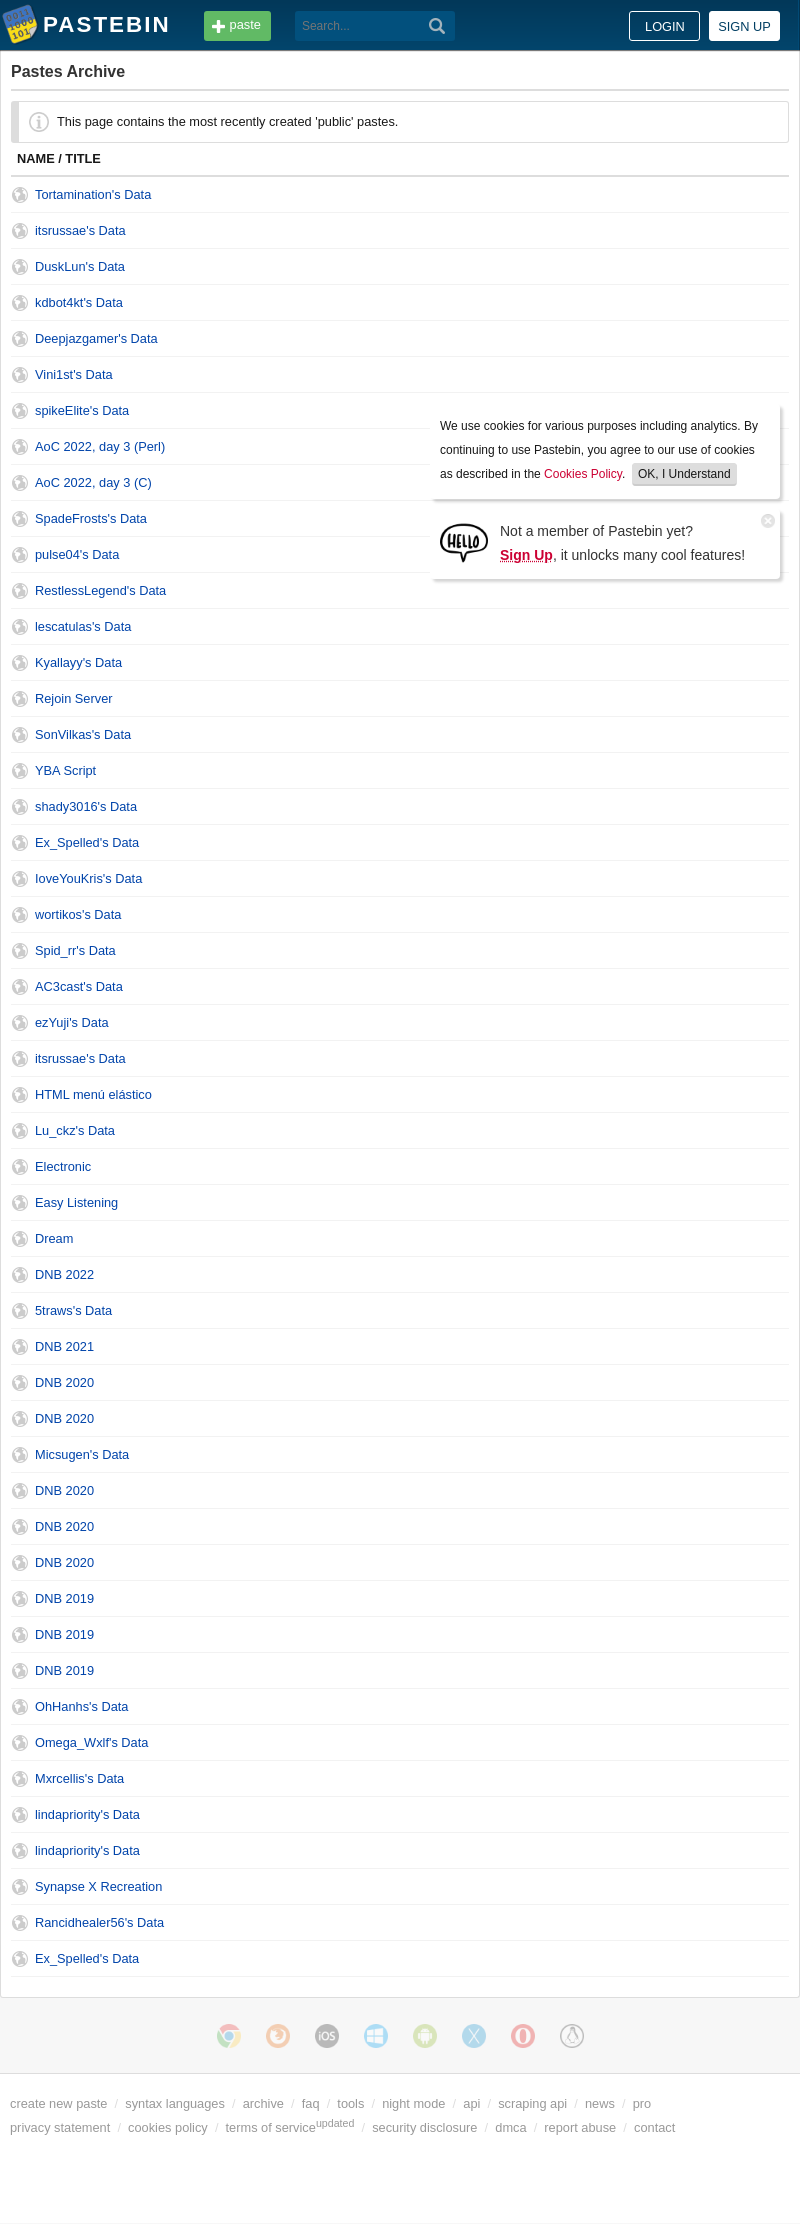 PASTEBIN paste Search... LOGIN SIGN UP
Pastes Archive
This page contains the most recently created 'public' pastes.
NAME / TITLE
Tortamination's Data
itsrussae's Data
DuskLun's Data
kdbot4kt's Data
Deepjazgamer's Data
Vini1st's Data
spikeElite's Data
AoC 2022, day 3 (Perl)
AoC 2022, day 3 (C)
SpadeFrosts's Data
pulse04's Data
RestlessLegend's Data
We use cookies for various purposes including analytics. By
continuing to use Pastebin, you agree to our use of cookies
as described in the Cookies Policy. OK, I Understand
HELLO
Not a member of Pastebin yet?
Sign Up, it unlocks many cool features!
lescatulas's Data
Kyallayy's Data
Rejoin Server
SonVilkas's Data
YBA Script
shady3016's Data
Ex_Spelled's Data
IoveYouKris's Data
wortikos's Data
Spid_rr's Data
AC3cast's Data
ezYuji's Data
itsrussae's Data
HTML menú elástico
Lu_ckz's Data
Electronic
Easy Listening
Dream
DNB 2022
5traws's Data
DNB 2021
DNB 2020
DNB 2020
Micsugen's Data
DNB 2020
DNB 2020
DNB 2020
DNB 2019
DNB 2019
DNB 2019
OhHanhs's Data
Omega_Wxlf's Data
Mxrcellis's Data
lindapriority's Data
lindapriority's Data
Synapse X Recreation
Rancidhealer56's Data
Ex_Spelled's Data
iOS
create new paste / syntax languages / archive / faq / tools / night mode / api / scraping api / news / pro
privacy statement / cookies policy / terms of service updated / security disclosure / dmca / report abuse / contact